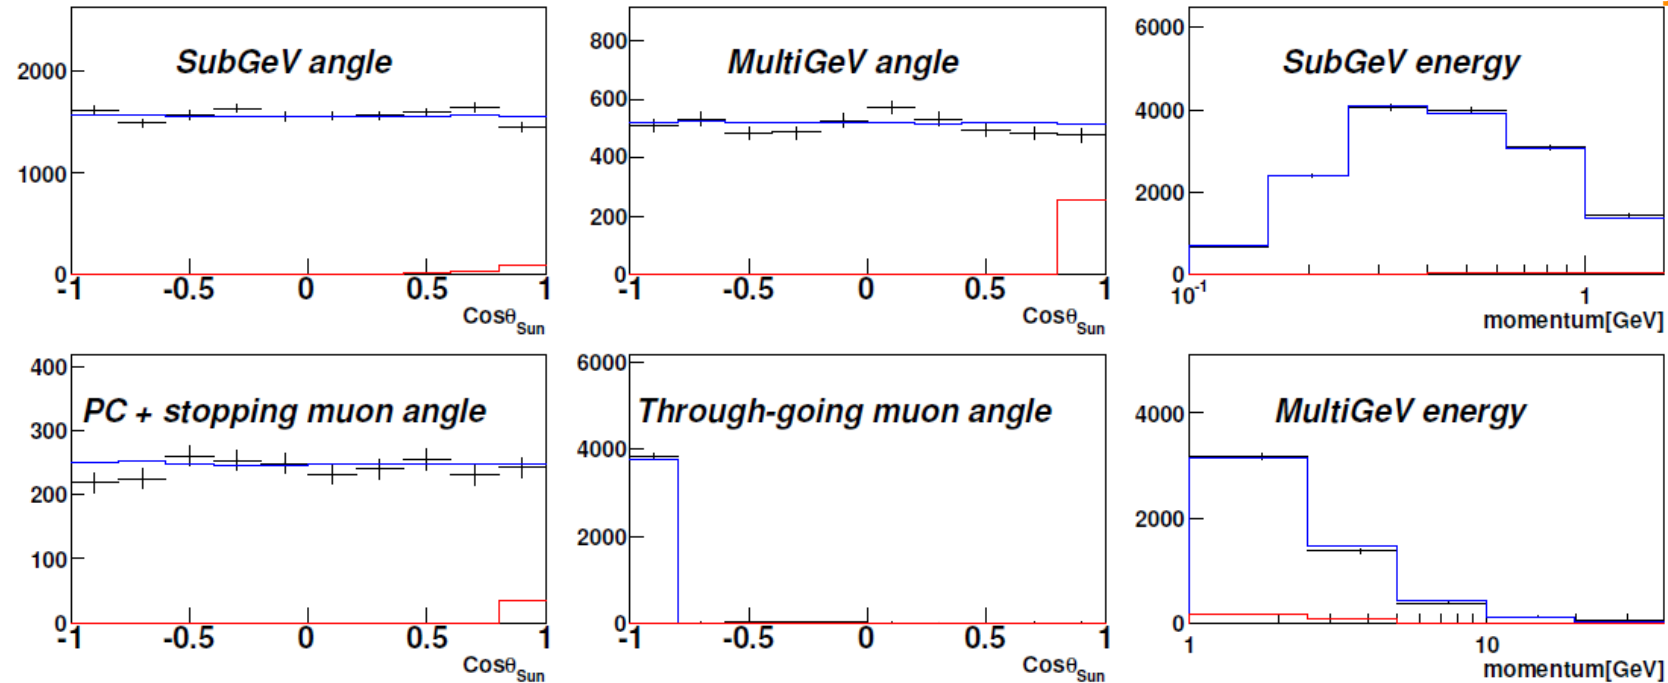 SubGeV angle
2000
1000
0
-1 -0.5 0 0.5 1
Cosθ_Sun
MultiGeV angle
800
600
400
200
0
-1 -0.5 0 0.5 1
Cosθ_Sun
SubGeV energy
6000
4000
2000
0
10^-1 1
momentum[GeV]
PC + stopping muon angle
400
300
200
100
0
-1 -0.5 0 0.5 1
Cosθ_Sun
Through-going muon angle
6000
4000
2000
0
-1 -0.5 0 0.5 1
Cosθ_Sun
MultiGeV energy
4000
2000
0
1 10
momentum[GeV]